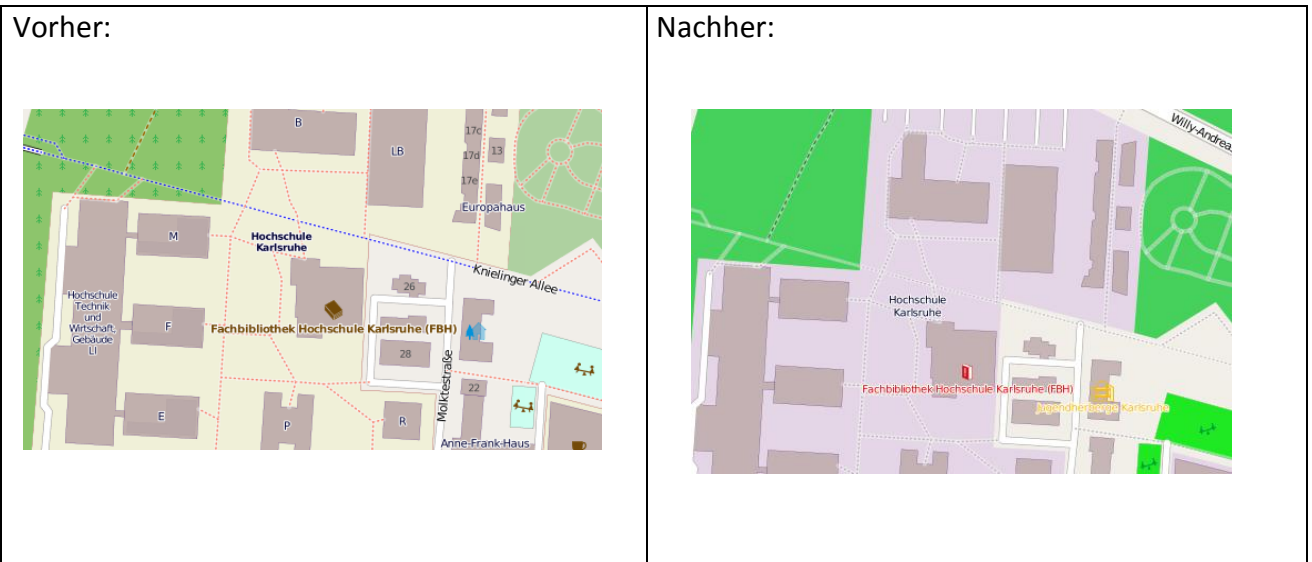 Vorher:
B
LB
17c
13
17d
17e
Europahaus
M
Hochschule
Karlsruhe
Knielinger Allee
26
Hochschule
Technik
und
Wirtschaft,
Gebäude
LI
F
Fachbibliothek Hochschule Karlsruhe (FBH)
28
Molktestraße
22
E
P
R
Anne-Frank-Haus
Nachher:
Willy-Andrea
Hochschule
Karlsruhe
Fachbibliothek Hochschule Karlsruhe (FBH)
Jugendherberge Karlsruhe